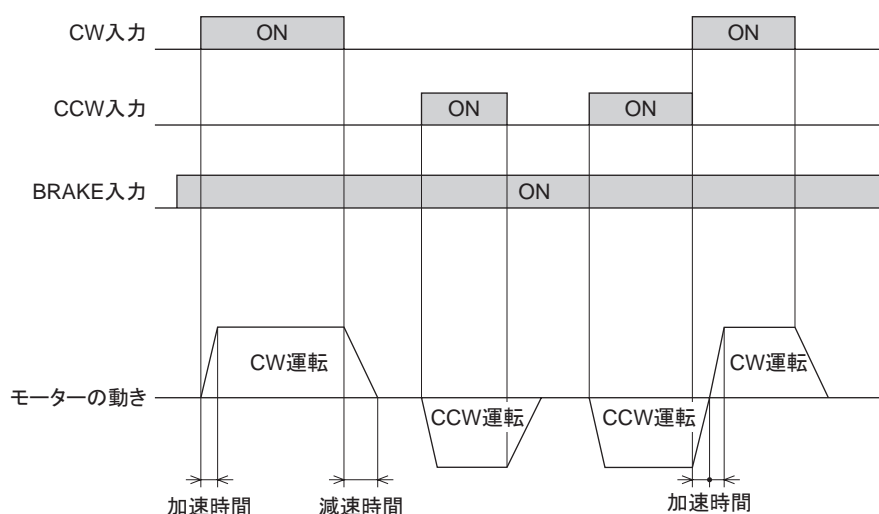 CW入力
ON
ON
CCW入力
ON
ON
BRAKE入力
ON
モーターの動き
CW運転
CW運転
CCW運転
CCW運転
加速時間
減速時間
加速時間